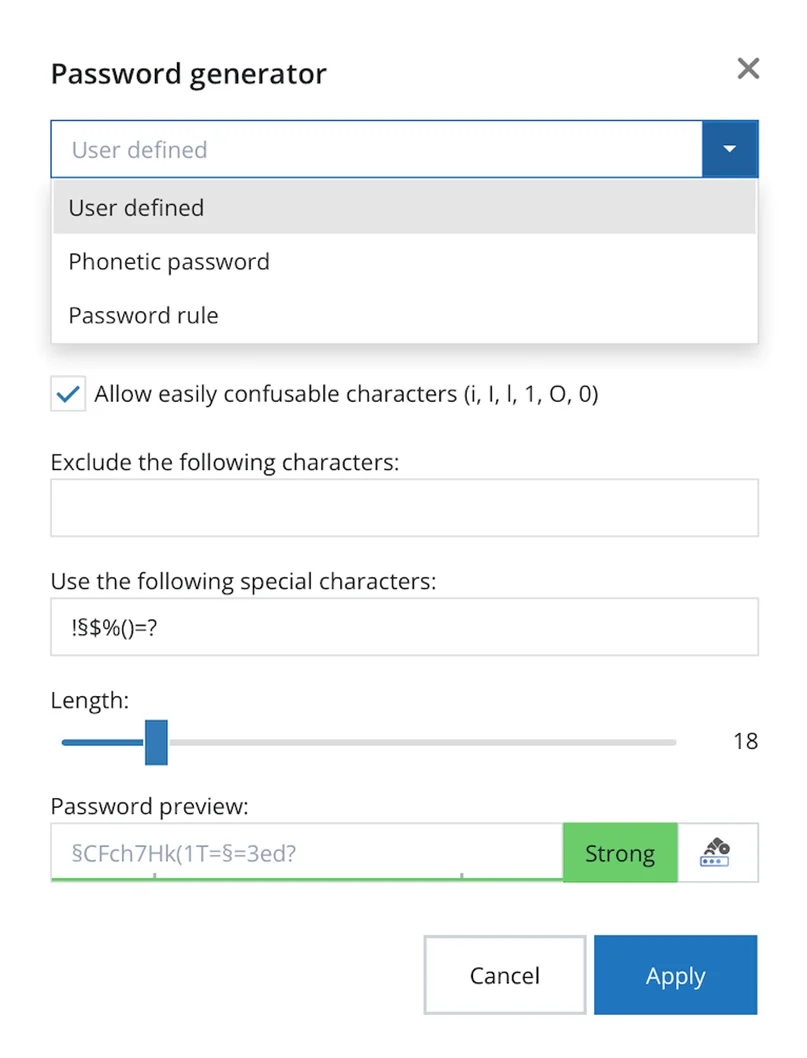 Password generator
User defined
User defined
Phonetic password
Password rule
Allow easily confusable characters (i, I, l, 1, O, 0)
Exclude the following characters:
Use the following special characters:
!§$%()=?
Length:
18
Password preview:
§CFch7Hk(1T=§=3ed?
Strong
Cancel
Apply